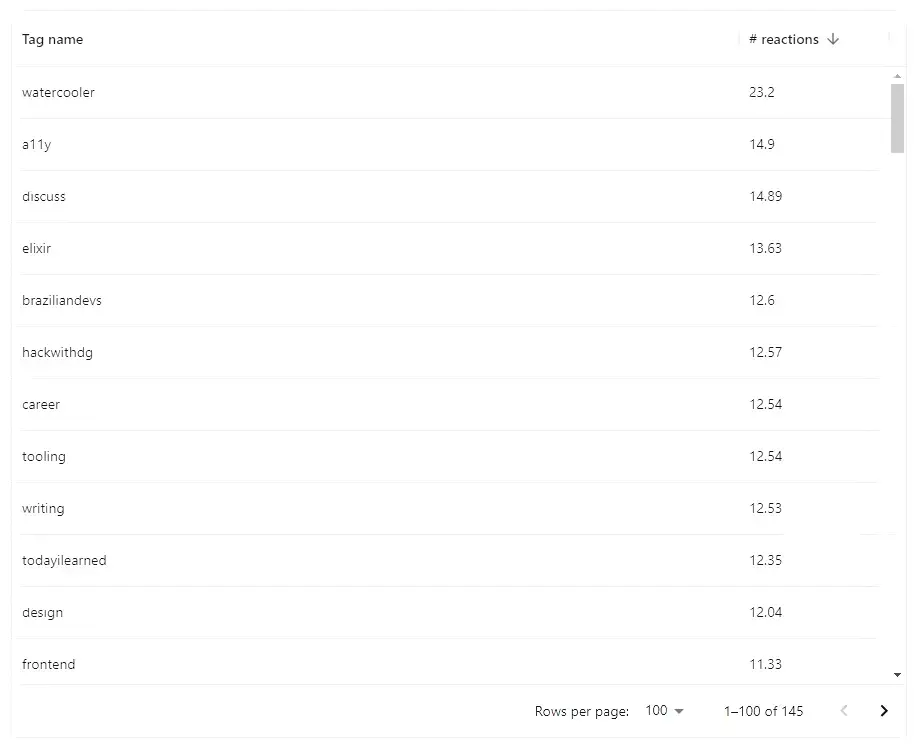 Tag name # reactions
watercooler 23.2
a11y 14.9
discuss 14.89
elixir 13.63
braziliandevs 12.6
hackwithdg 12.57
career 12.54
tooling 12.54
writing 12.53
todayilearned 12.35
design 12.04
frontend 11.33
Rows per page: 100 1–100 of 145